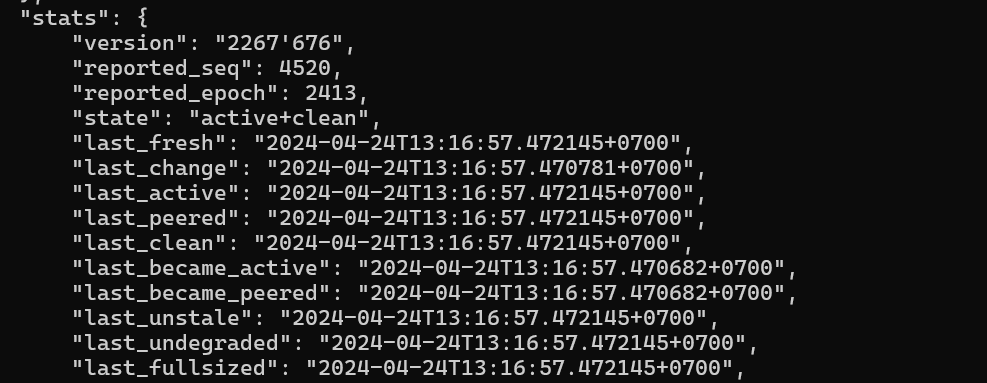 "stats": {
"version": "2267'676",
"reported_seq": 4520,
"reported_epoch": 2413,
"state": "active+clean",
"last_fresh": "2024-04-24T13:16:57.472145+0700",
"last_change": "2024-04-24T13:16:57.470781+0700",
"last_active": "2024-04-24T13:16:57.472145+0700",
"last_peered": "2024-04-24T13:16:57.472145+0700",
"last_clean": "2024-04-24T13:16:57.472145+0700",
"last_became_active": "2024-04-24T13:16:57.470682+0700",
"last_became_peered": "2024-04-24T13:16:57.470682+0700",
"last_unstale": "2024-04-24T13:16:57.472145+0700",
"last_undegraded": "2024-04-24T13:16:57.472145+0700",
"last_fullsized": "2024-04-24T13:16:57.472145+0700",